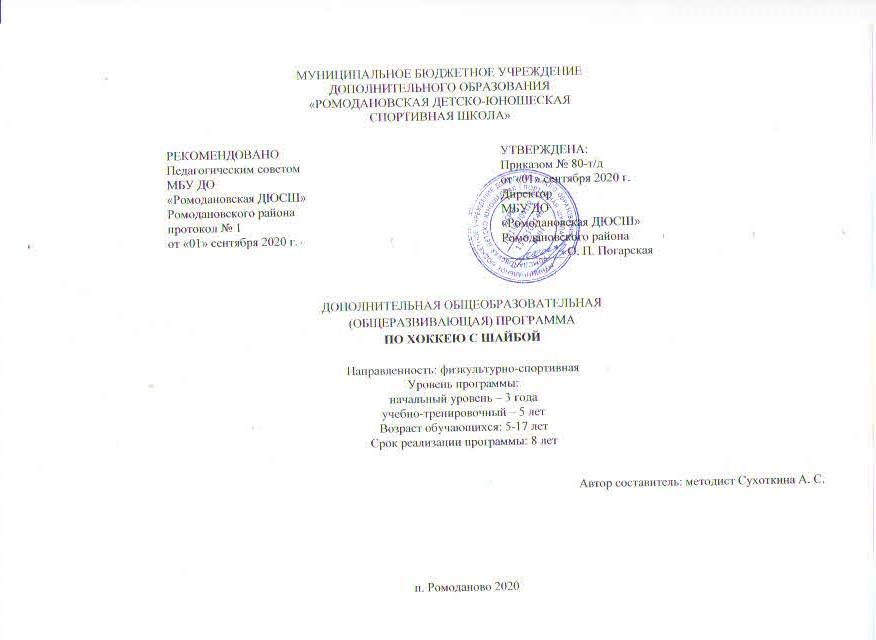 МУНИЦИПАЛЬНОЕ БЮДЖЕТНОЕ УЧРЕЖДЕНИЕ
ДОПОЛНИТЕЛЬНОГО ОБРАЗОВАНИЯ
«РОМОДАНОВСКАЯ ДЕТСКО-ЮНОШЕСКАЯ
СПОРТИВНАЯ ШКОЛА»
РЕКОМЕНДОВАНО
Педагогическим советом
МБУ ДО
«Ромодановская ДЮСШ»
Ромодановского района
протокол № 1
от «01» сентября 2020 г.
УТВЕРЖДЕНА:
Приказом № 80-т/д
от «01» сентября 2020 г.
Директор
МБУ ДО
«Ромодановская ДЮСШ»
Ромодановского района
О. П. Погарская
ДОПОЛНИТЕЛЬНАЯ ОБЩЕОБРАЗОВАТЕЛЬНАЯ
(ОБЩЕРАЗВИВАЮЩАЯ) ПРОГРАММА
ПО ХОККЕЮ С ШАЙБОЙ
Направленность: физкультурно-спортивная
Уровень программы:
начальный уровень – 3 года
учебно-тренировочный – 5 лет
Возраст обучающихся: 5-17 лет
Срок реализации программы: 8 лет
Автор составитель: методист Сухоткина А. С.
п. Ромоданово 2020